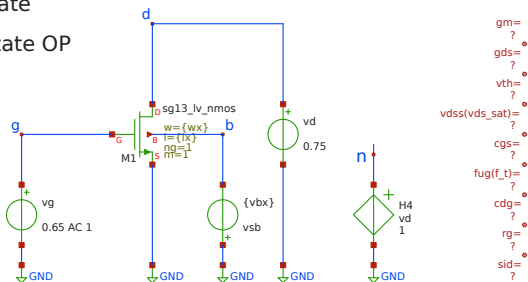 ate
tate OP
d
D
sg13_lv_nmos
g
G
B
w={wx}
l={lx}
ng=1
m=1
S
M1
b
vd
0.75
vg
0.65 AC 1
{vbx}
vsb
n
H4
vd
1
GND
GND
GND
GND
GND
gm=
?
gds=
?
vth=
?
vdss(vds_sat)=
?
cgs=
?
fug(f_t)=
?
cdg=
?
rg=
?
sid=
?